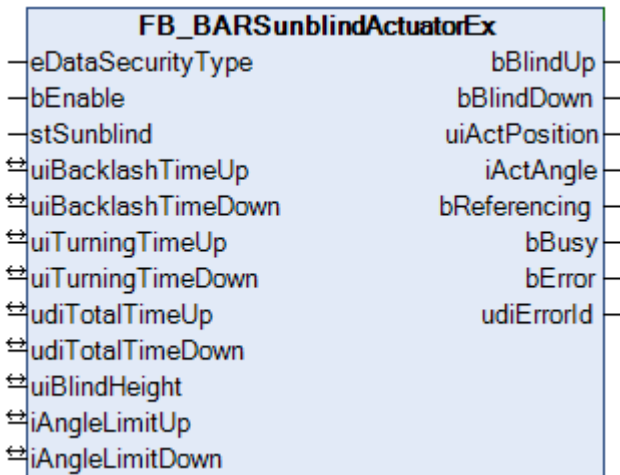 FB_BARSunblindActuatorEx
eDataSecurityType bBlindUp
bEnable bBlindDown
stSunblind uiActPosition
uiBacklashTimeUp iActAngle
uiBacklashTimeDown bReferencing
uiTurningTimeUp bBusy
uiTurningTimeDown bError
udiTotalTimeUp udiErrorId
udiTotalTimeDown
uiBlindHeight
iAngleLimitUp
iAngleLimitDown